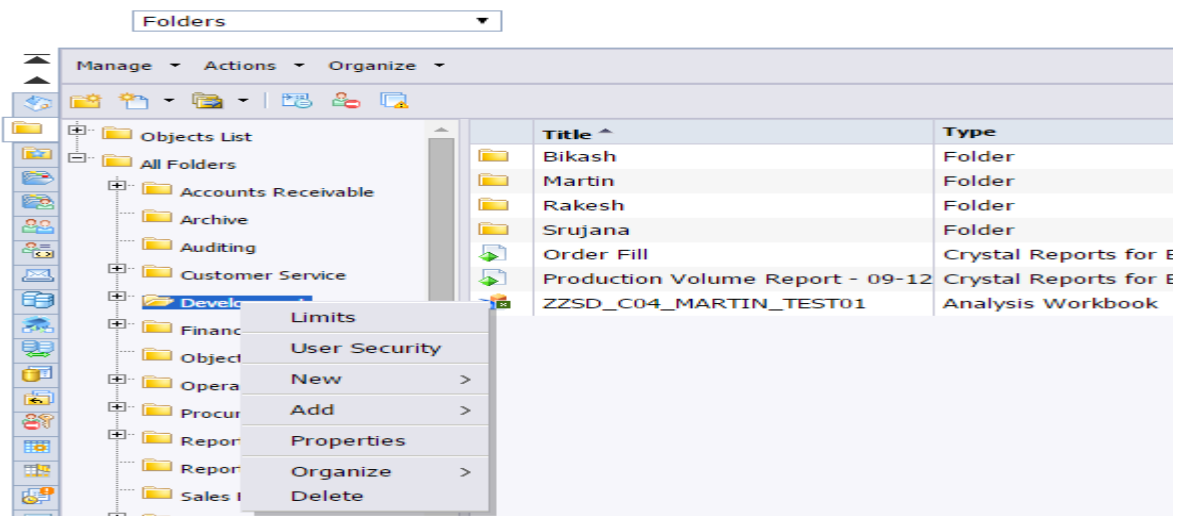 Folders
Manage Actions Organize
Objects List
All Folders
Accounts Receivable
Archive
Auditing
Customer Service
Limits
User Security
New >
Add >
Properties
Organize >
Delete
Title Type
Bikash Folder
Martin Folder
Rakesh Folder
Srujana Folder
Order Fill Crystal Reports for E
Production Volume Report - 09-12 Crystal Reports for E
ZZSD_C04_MARTIN_TEST01 Analysis Workbook